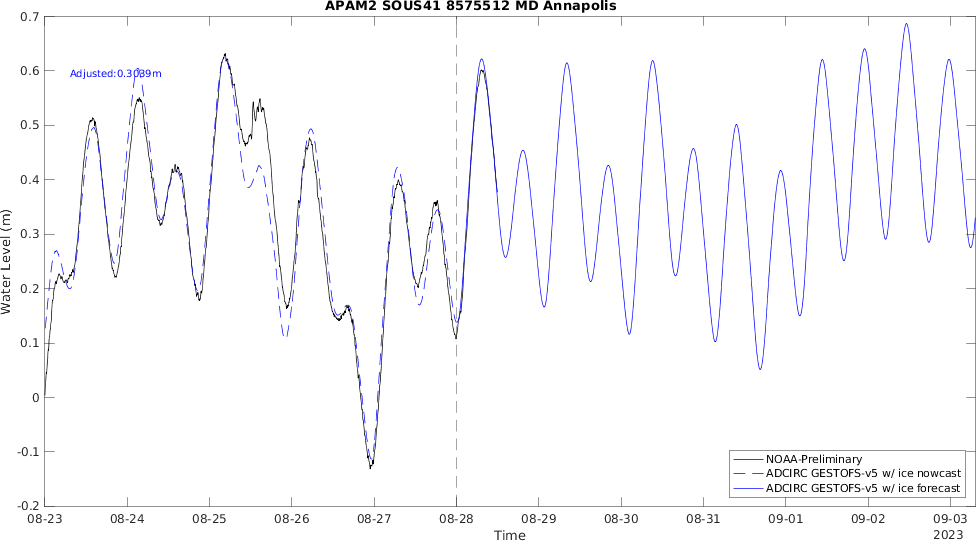 APAM2 SOUS41 8575512 MD Annapolis
0.7
0.6
0.5
0.4
0.3
0.2
0.1
0
-0.1
-0.2
Water Level (m)
Adjusted:0.3039m
NOAA-Preliminary
ADCIRC GESTOFS-v5 w/ ice nowcast
ADCIRC GESTOFS-v5 w/ ice forecast
08-23 08-24 08-25 08-26 08-27 08-28 08-29 08-30 08-31 09-01 09-02 09-03
Time
2023